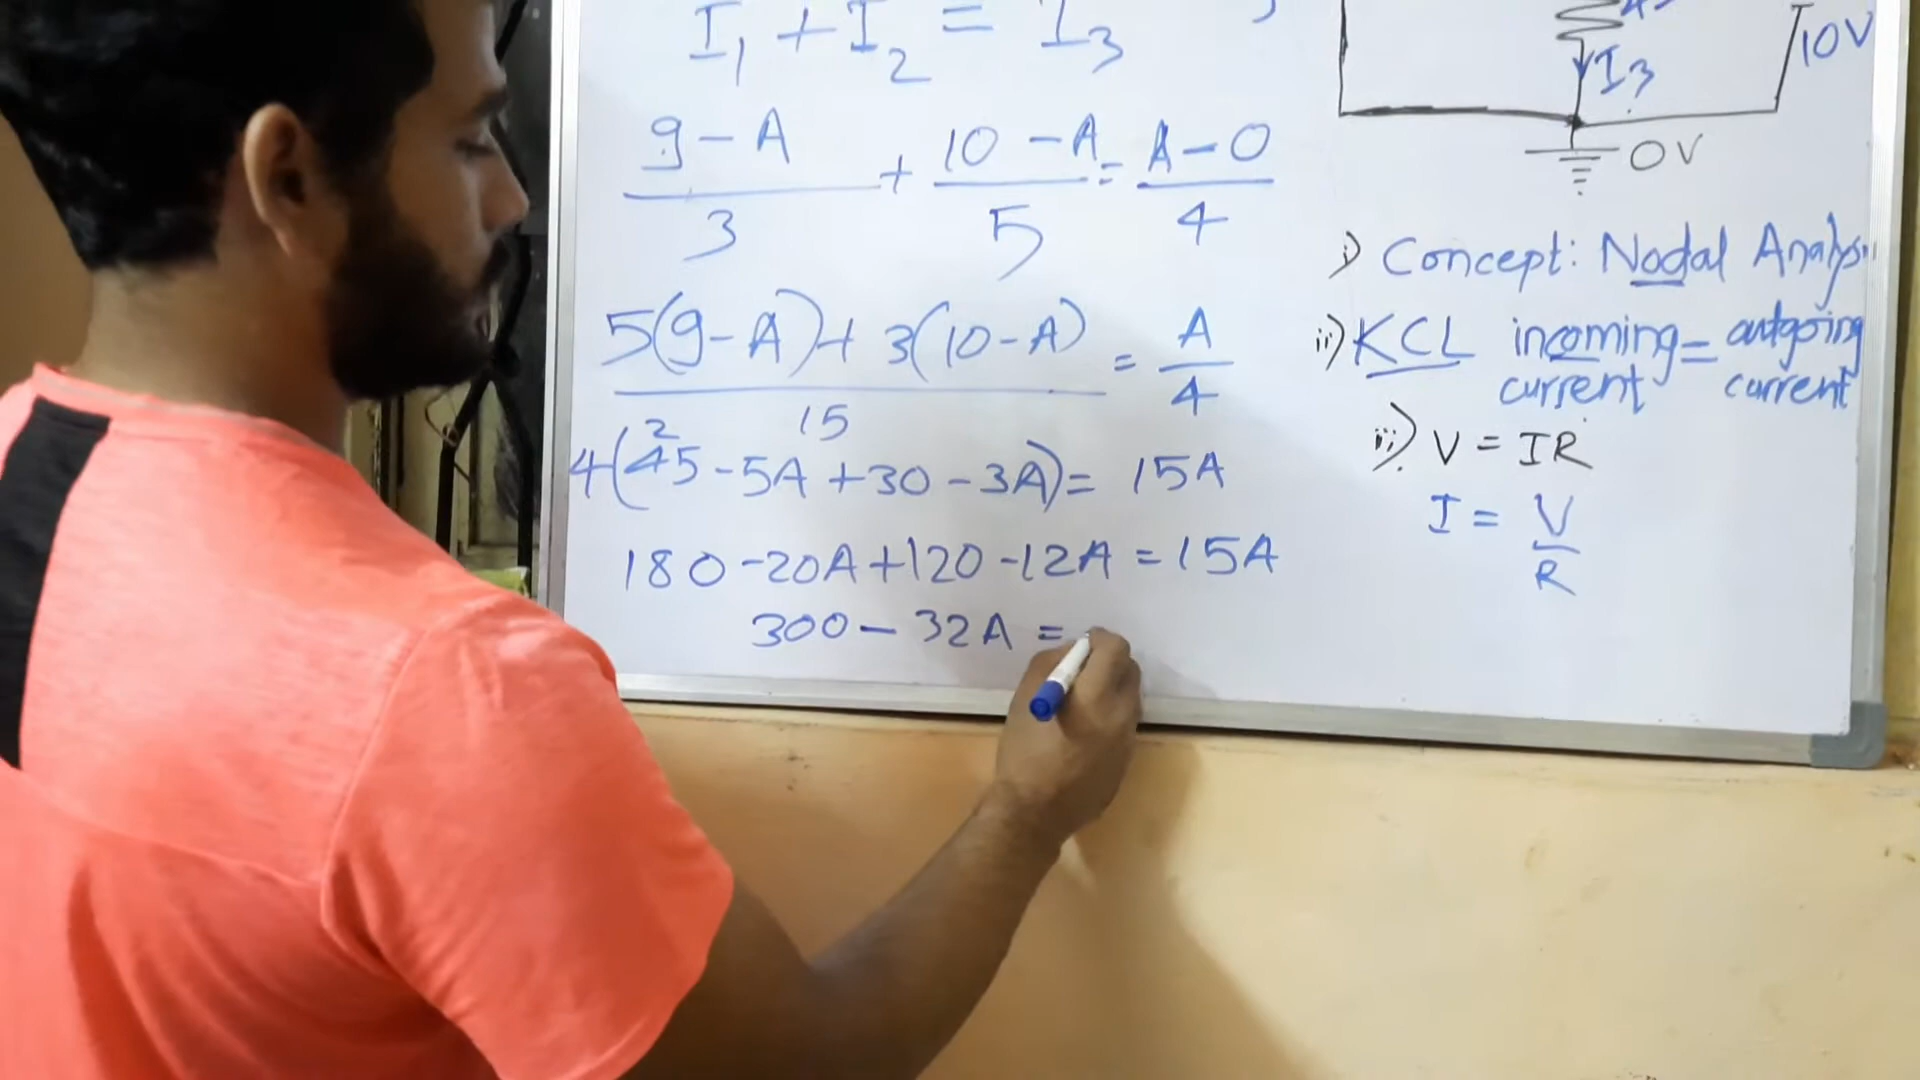 I₁ + I₂ = I₃
9 - A / 3 + 10 - A / 5 = A - 0 / 4
5(9 - A) + 3(10 - A) / 15 = A / 4
2
4(45 - 5A + 30 - 3A) = 15A
180 - 20A + 120 - 12A = 15A
300 - 32A =
10V
I₃
0V
i) Concept: Nodal
ii) KCL incoming current = outgoing current
iii) V = IR
I = V / R